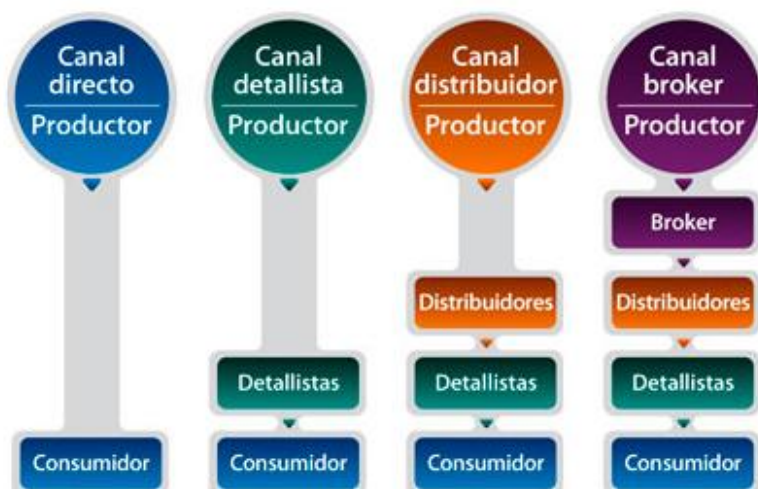 Canal
directo
Productor
Consumidor
Canal
detallista
Productor
Detallistas
Consumidor
Canal
distribuidor
Productor
Distribuidores
Detallistas
Consumidor
Canal
broker
Productor
Broker
Distribuidores
Detallistas
Consumidor